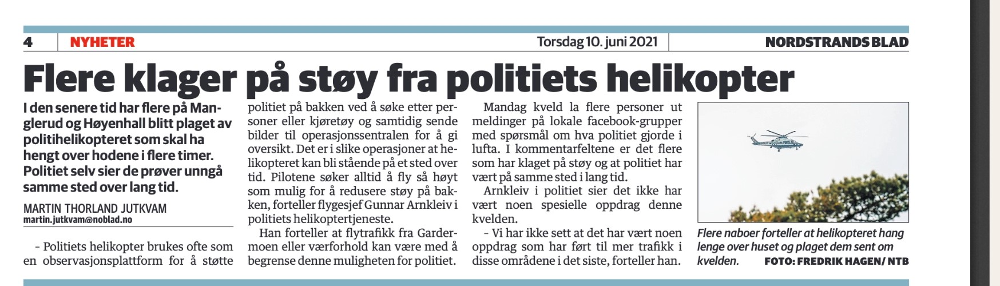 4
NYHETER
Torsdag 10. juni 2021
NORDSTRANDS BLAD
Flere klager på støy fra politiets helikopter
I den senere tid har flere på Man-
glerud og Høyenhall blitt plaget av
politihelikopteret som skal ha
hengt over hodene i flere timer.
Politiet selv sier de prøver unngå
samme sted over lang tid.
MARTIN THORLAND JUTKVAM
martin.jutkvam@noblad.no
– Politiets helikopter brukes ofte som
en observasjonsplattform for å støtte
politiet på bakken ved å søke etter per-
soner eller kjøretøy og samtidig sende
bilder til operasjonssentralen for å gi
oversikt. Det er i slike operasjoner at he-
likopteret kan bli stående på et sted over
tid. Pilotene søker alltid å fly så høyt
som mulig for å redusere støy på bak-
ken, forteller flygesjef Gunnar Arnkleiv i
politiets helikoptertjeneste.
Han forteller at flytrafikk fra Garder-
moen eller værforhold kan være med å
begrense denne muligheten for politiet.
Mandag kveld la flere personer ut
meldinger på lokale facebook-grupper
med spørsmål om hva politiet gjorde i
lufta. I kommentarfeltene er det flere
som har klaget på støy og at politiet har
vært på samme sted i lang tid.
Arnkleiv i politiet sier det ikke har
vært noen spesielle oppdrag denne
kvelden.
– Vi har ikke sett at det har vært noen
oppdrag som har ført til mer trafikk i
disse områdene i det siste, forteller han.
Flere naboer forteller at helikopteret hang
lenge over huset og plaget dem sent om
kvelden. FOTO: FREDRIK HAGEN/ NTB